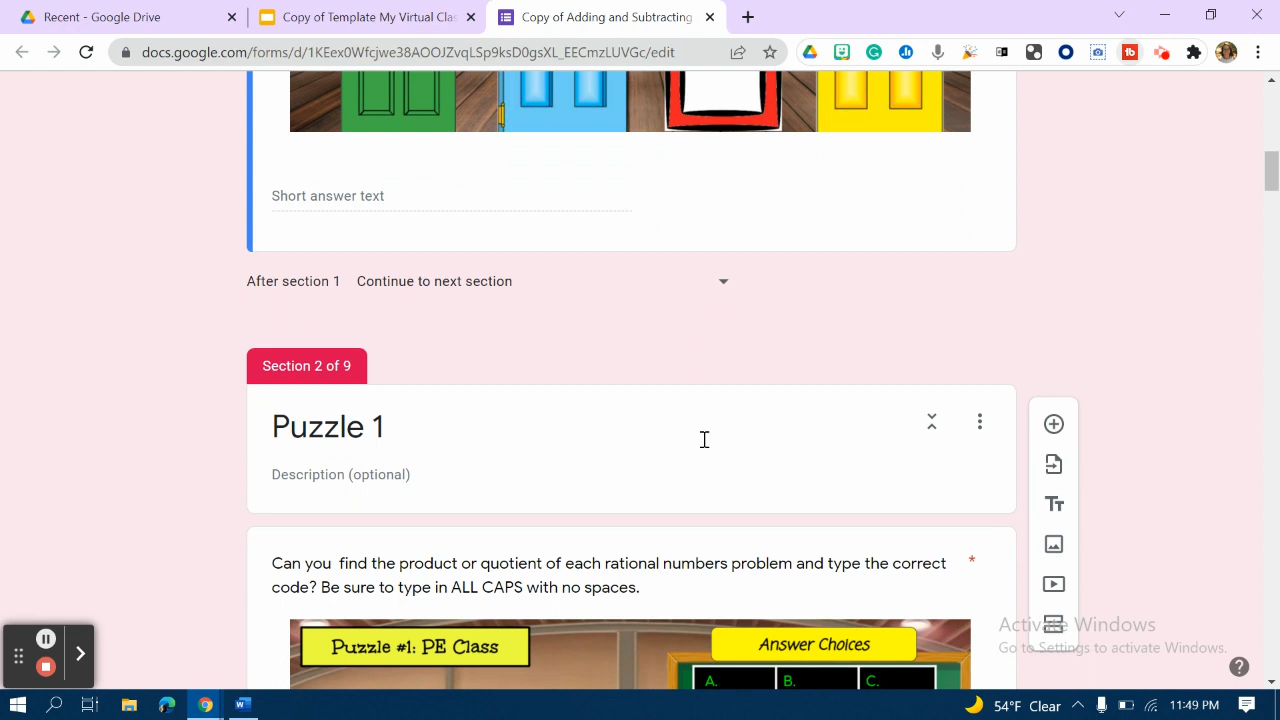 Recent - Google Drive
Copy of Template My Virtual Clas
Copy of Adding and Subtracting
docs.google.com/forms/d/1KEex0Wfcjwe38AOOJZvqLSp9ksD0gsXL_EECmzLUVGc/edit
Short answer text
After section 1 Continue to next section
Section 2 of 9
Puzzle 1
Description (optional)
Can you find the product or quotient of each rational numbers problem and type the correct *
code? Be sure to type in ALL CAPS with no spaces.
Puzzle #1: PE Class
Answer Choices
A. B. C.
Activate Windows
Go to Settings to activate Windows.
54°F Clear
11:49 PM